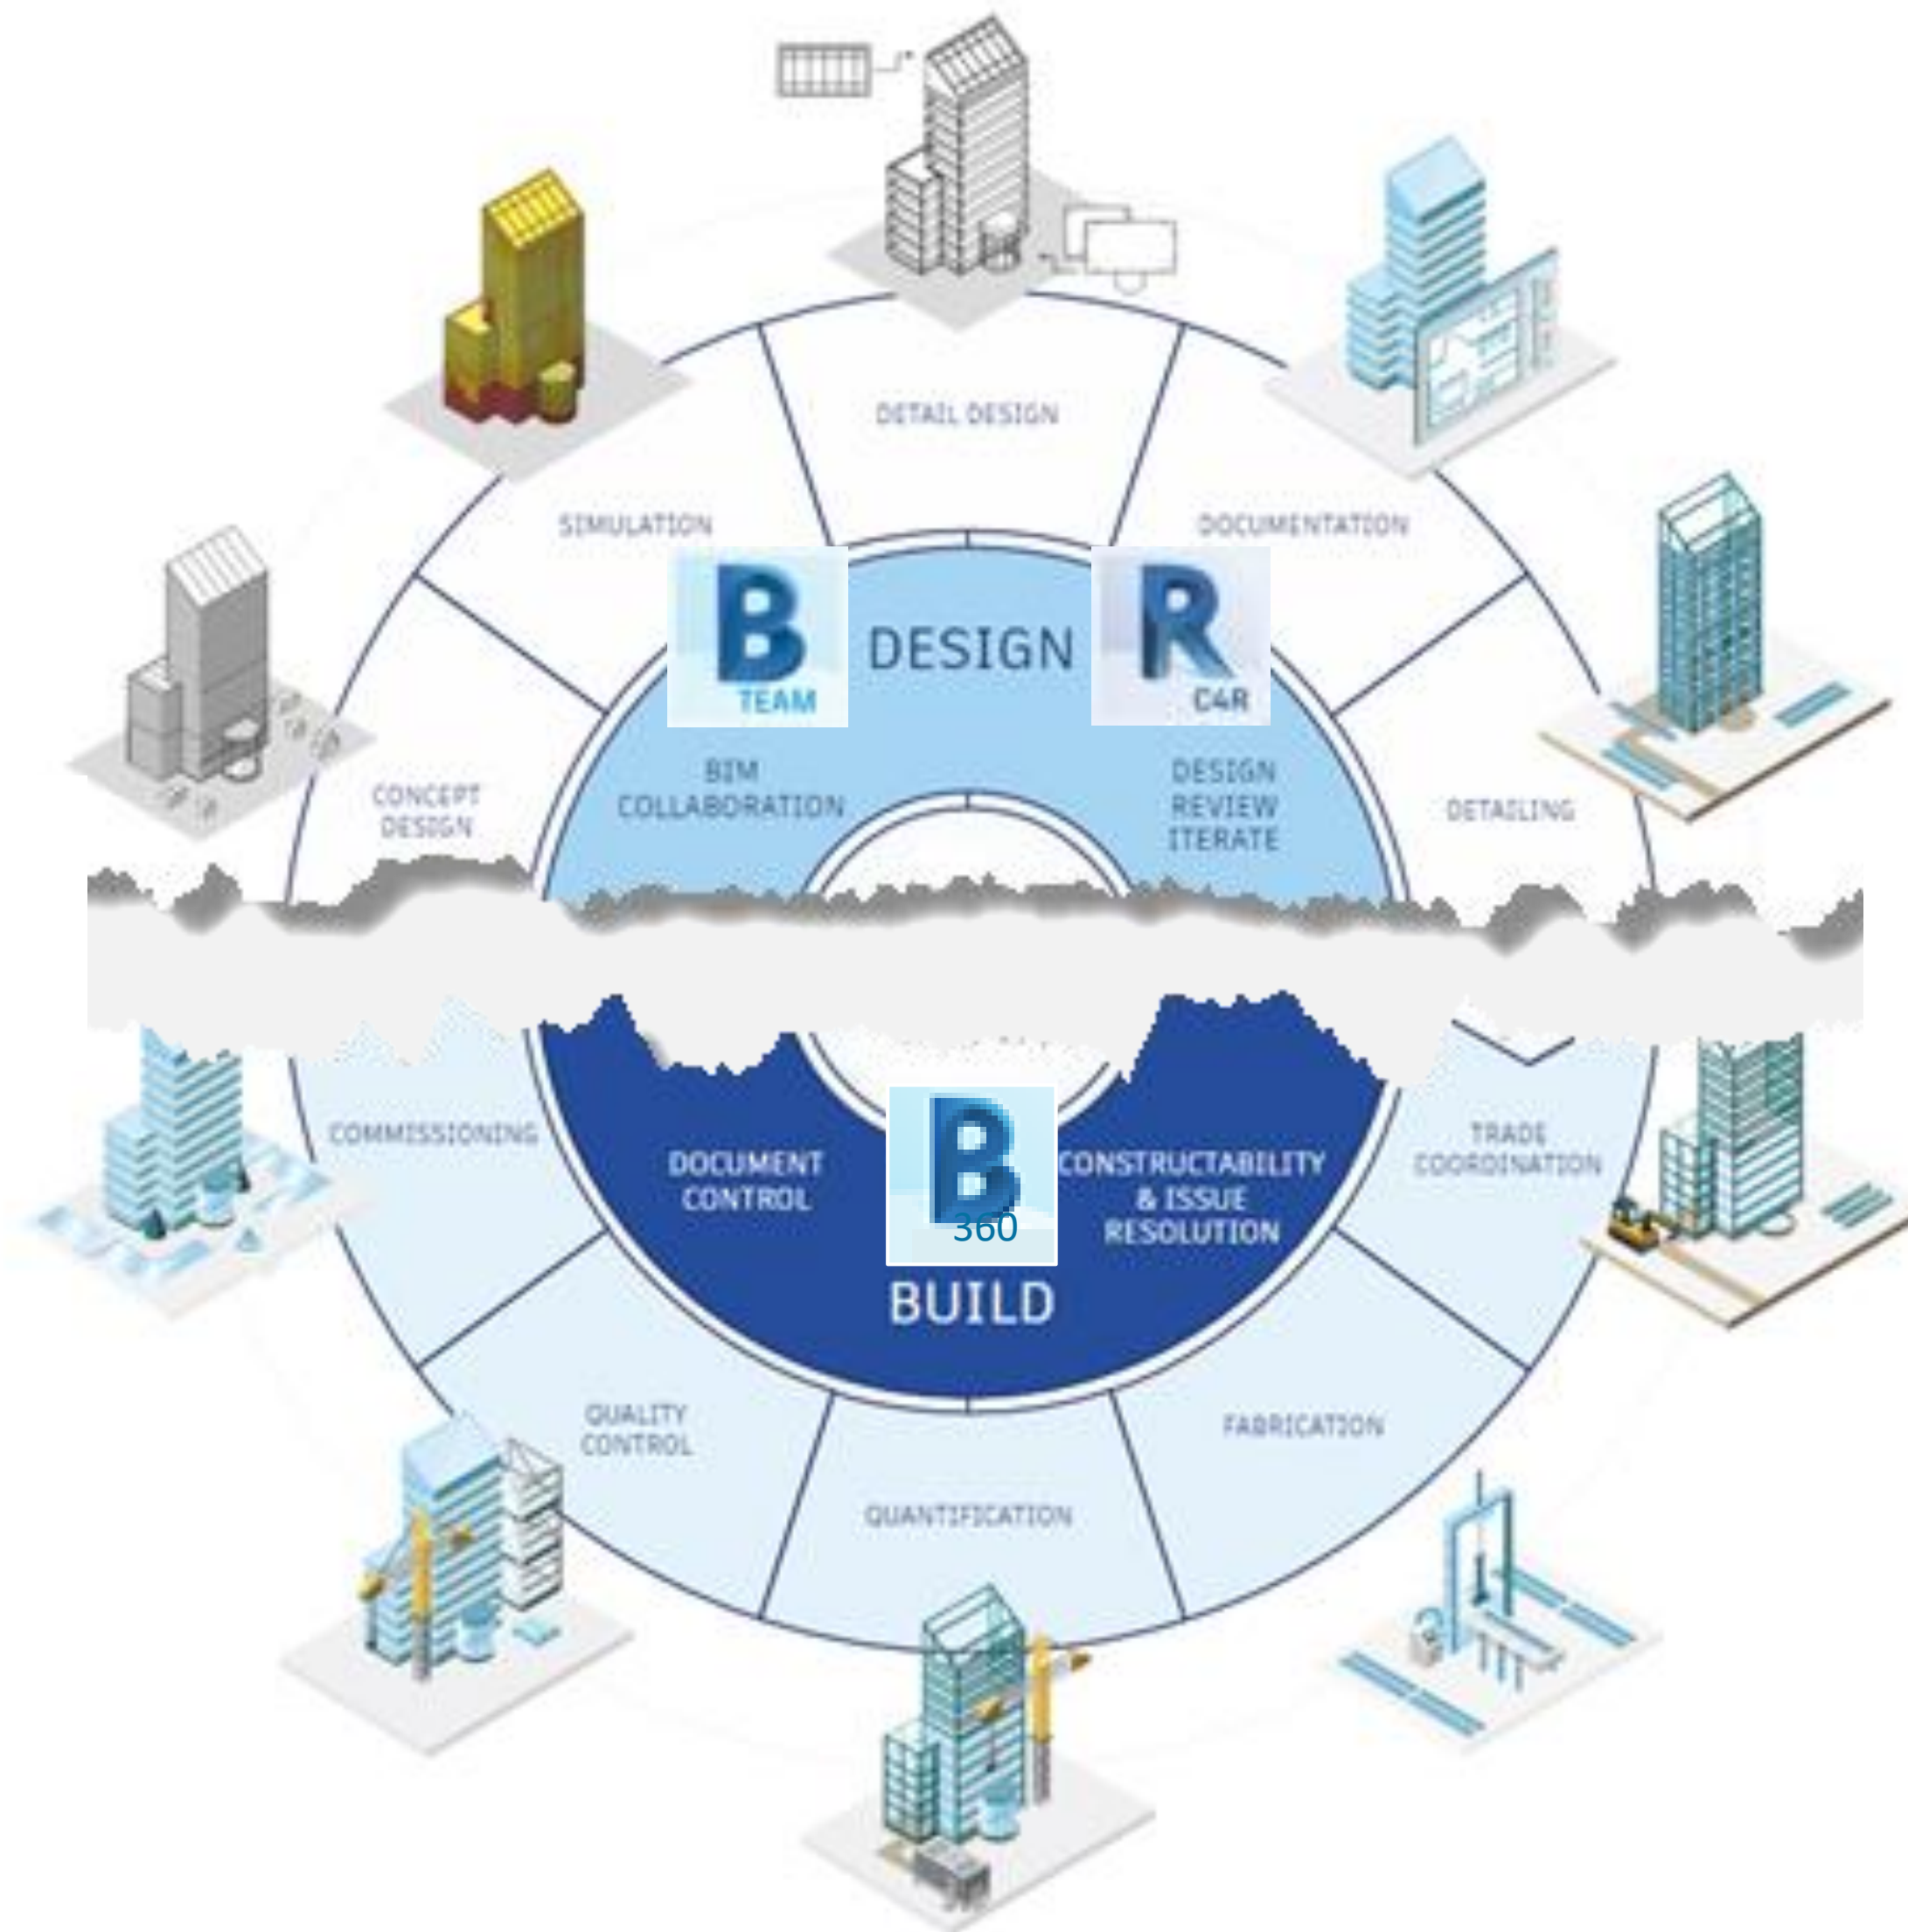 DETAIL DESIGN
SIMULATION
DOCUMENTATION
B
TEAM
DESIGN
R
C4R
BIM
COLLABORATION
DESIGN
REVIEW
ITERATE
CONCEPT
DESIGN
DETAILING
COMMISSIONING
DOCUMENT
CONTROL
B
360
CONSTRUCTABILITY
& ISSUE
RESOLUTION
TRADE
COORDINATION
BUILD
QUALITY
CONTROL
FABRICATION
QUANTIFICATION